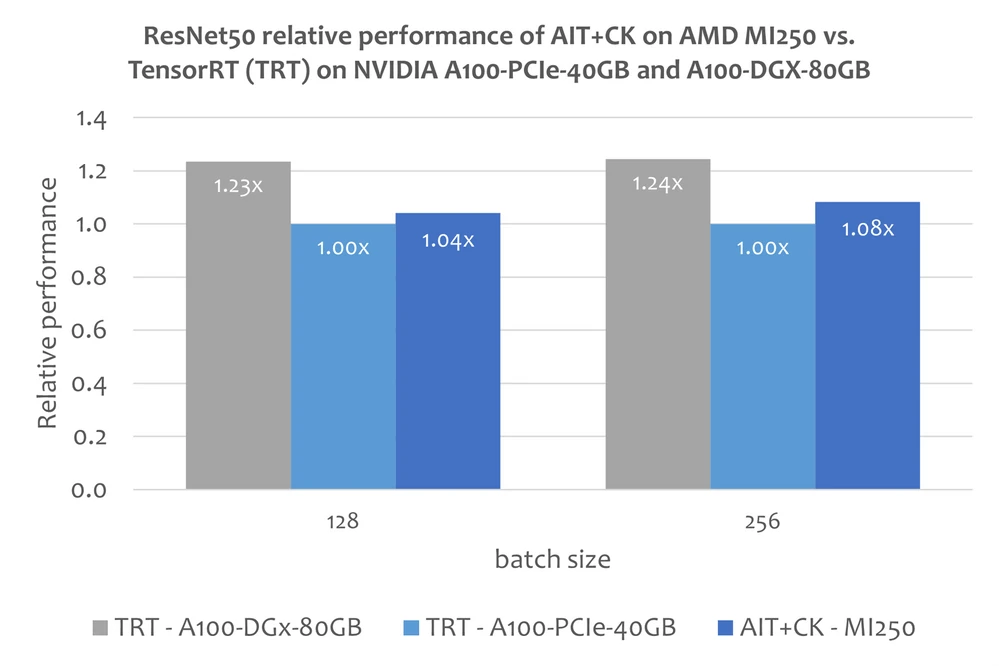 ResNet50 relative performance of AIT+CK on AMD MI250 vs.
TensorRT (TRT) on NVIDIA A100-PCIe-40GB and A100-DGX-80GB
Relative performance
1.4
1.2
1.0
0.8
0.6
0.4
0.2
0.0
1.23x
1.00x
1.04x
1.24x
1.00x
1.08x
128
256
batch size
TRT - A100-DGx-80GB
TRT - A100-PCIe-40GB
AIT+CK - MI250